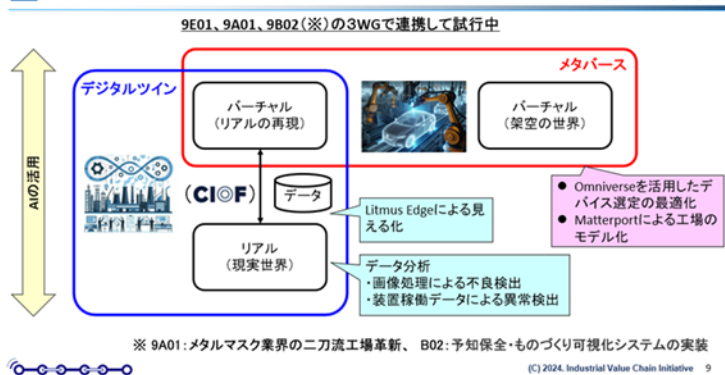 9E01、9A01、9B02(※)の3WGで連携して試行中
メタバース
デジタルツイン
バーチャル
(リアルの再現)
バーチャル
(架空の世界)
AIの活用
(CIOF)
データ
Litmus Edgeによる見
える化
● Omniverseを活用したデ
バイス選定の最適化
● Matterportによる工場の
モデル化
リアル
(現実世界)
データ分析
・画像処理による不良検出
・装置稼働データによる異常検出
※ 9A01:メタルマスク業界の二刀流工場革新、 B02:予知保全・ものづくり可視化システムの実装
(C) 2024. Industrial Value Chain Initiative 9